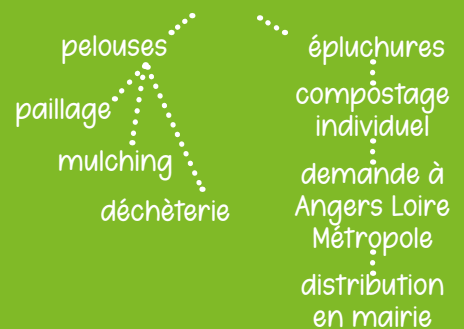 pelouses
paillage
mulching
déchèterie
épluchures
compostage
individuel
demande à
Angers Loire
Métropole
distribution
en mairie